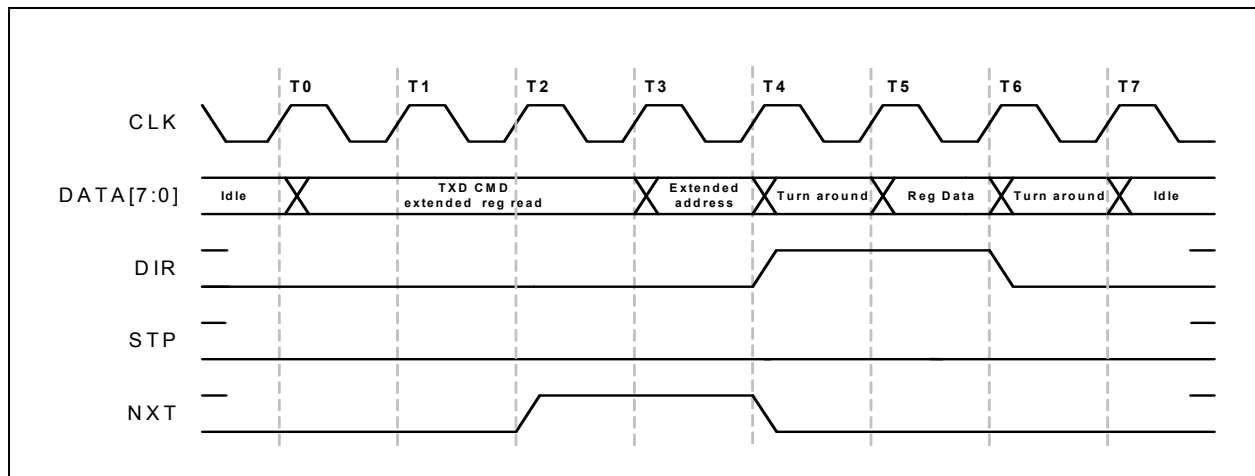 T0 T1 T2 T3 T4 T5 T6 T7
CLK
DATA[7:0]
Idle
TXD CMD
extended reg read
Extended
address
Turn around
Reg Data
Turn around
Idle
DIR
STP
NXT